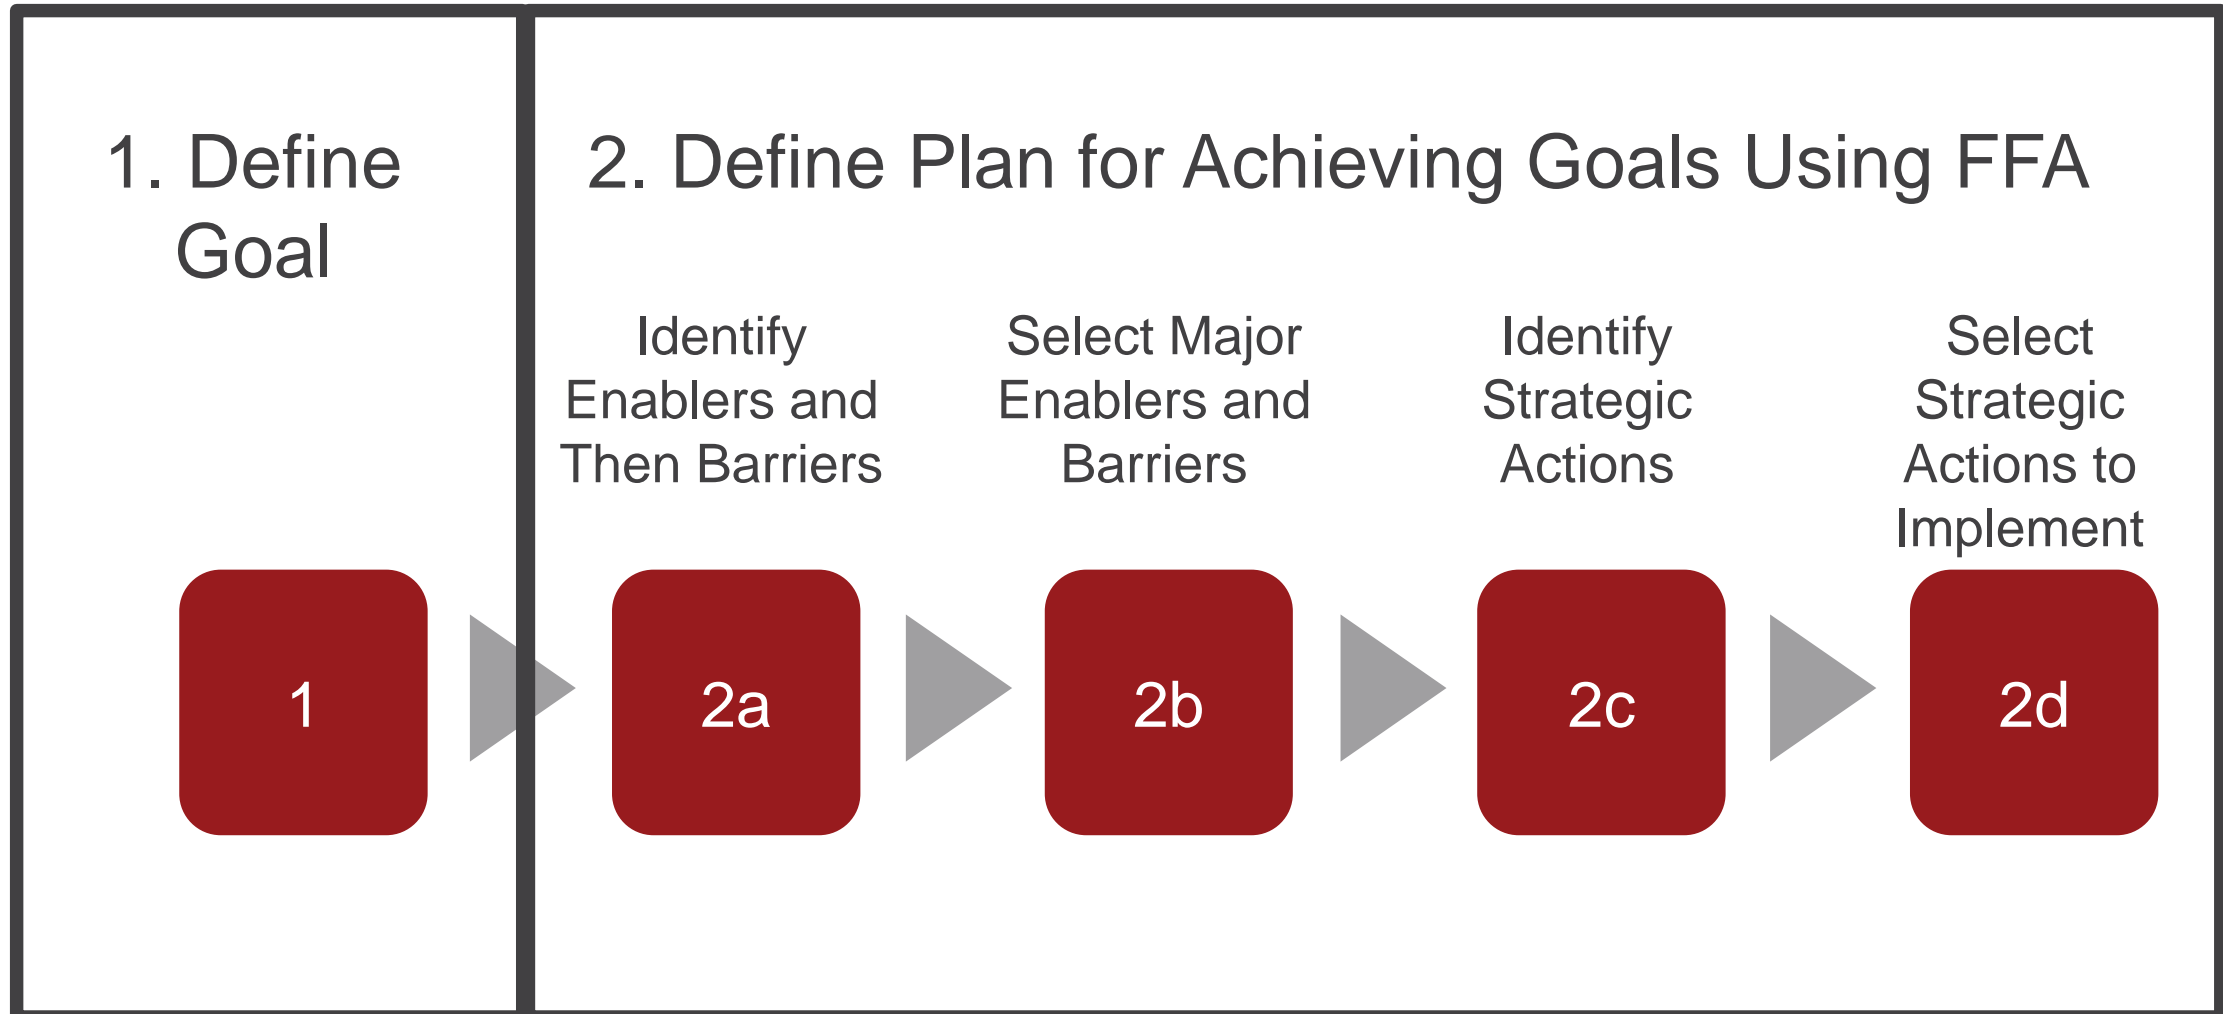 1. Define
Goal
2. Define Plan for Achieving Goals Using FFA
Identify
Enablers and
Then Barriers
Select Major
Enablers and
Barriers
Identify
Strategic
Actions
Select
Strategic
Actions to
Implement
1
2a
2b
2c
2d